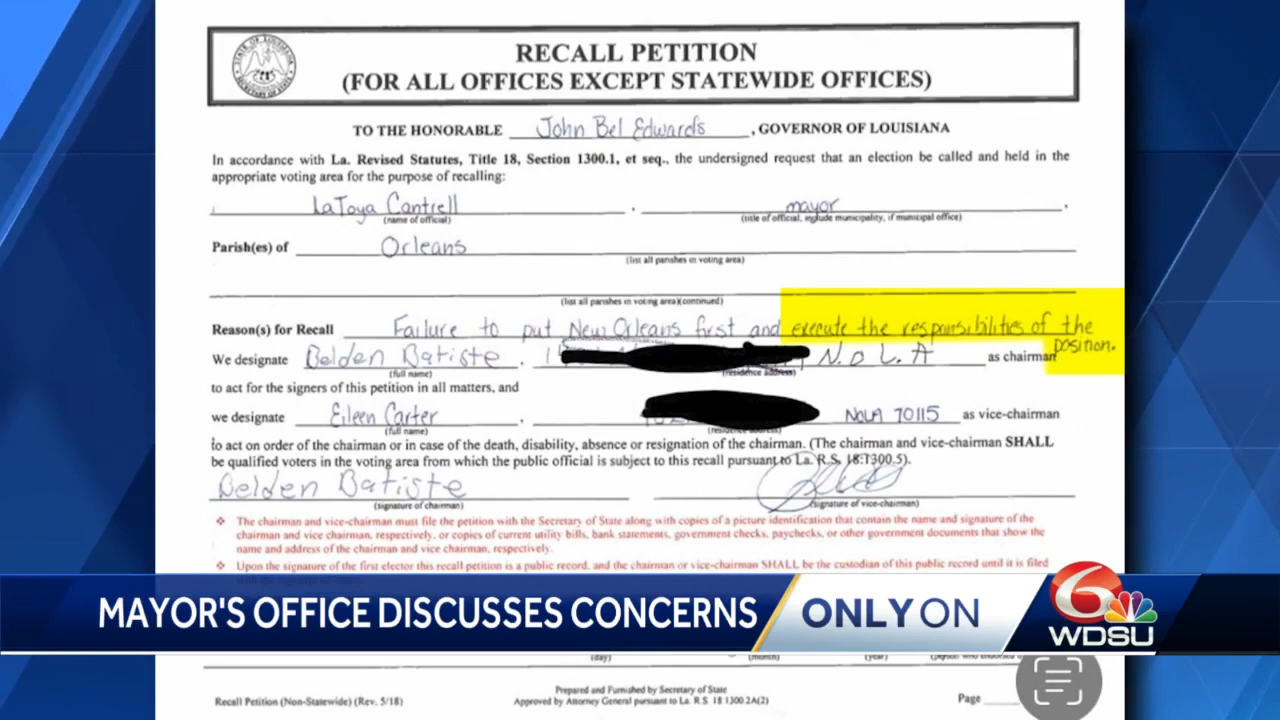 RECALL PETITION
(FOR ALL OFFICES EXCEPT STATEWIDE OFFICES)
TO THE HONORABLE John Bel Edwards, GOVERNOR OF LOUISIANA
In accordance with La. Revised Statutes, Title 18, Section 1300.1, et seq., the undersigned request that an election be called and held in the
appropriate voting area for the purpose of recalling:
LaToya Cantrell . mayor .
(name of official) (title of official, include municipality, if municipal office)
Parish(es) of Orleans
(list all parishes in voting area)
(list all parishes in voting area)(continued)
Reason(s) for Recall Failure to put New Orleans first and execute the responsibilities of the
position.
We designate Belden Batiste, N.o L. A as chairman
(full name) (residence address)
to act for the signers of this petition in all matters, and
we designate Eileen Carter, NOLA 70115 as vice-chairman
(full name)
to act on order of the chairman or in case of the death, disability, absence or resignation of the chairman. (The chairman and vice-chairman SHALL
be qualified voters in the voting area from which the public official is subject to this recall pursuant to La. R.S. 18:1300.5).
Belden Batiste
(signature of chairman) (signature of vice-chairman)
❖ The chairman and vice-chairman must file the petition with the Secretary of State along with copies of a picture identification that contain the name and signature of the
chairman and vice chairman, respectively, or copies of current utility bills, bank statements, government checks, paychecks, or other government documents that show the
name and address of the chairman and vice chairman, respectively.
❖ Upon the signature of the first elector this recall petition is a public record, and the chairman or vice-chairman SHALL be the custodian of this public record until it is filed
MAYOR'S OFFICE DISCUSSES CONCERNS ONLY ON 6 WDSU
(day) (month) (year)
Recall Petition (Non-Statewide) (Rev. 5/18) Prepared and Furnished by Secretary of State Page
Approved by Attorney General pursuant to La. R.S. 18:1300.2A(2)